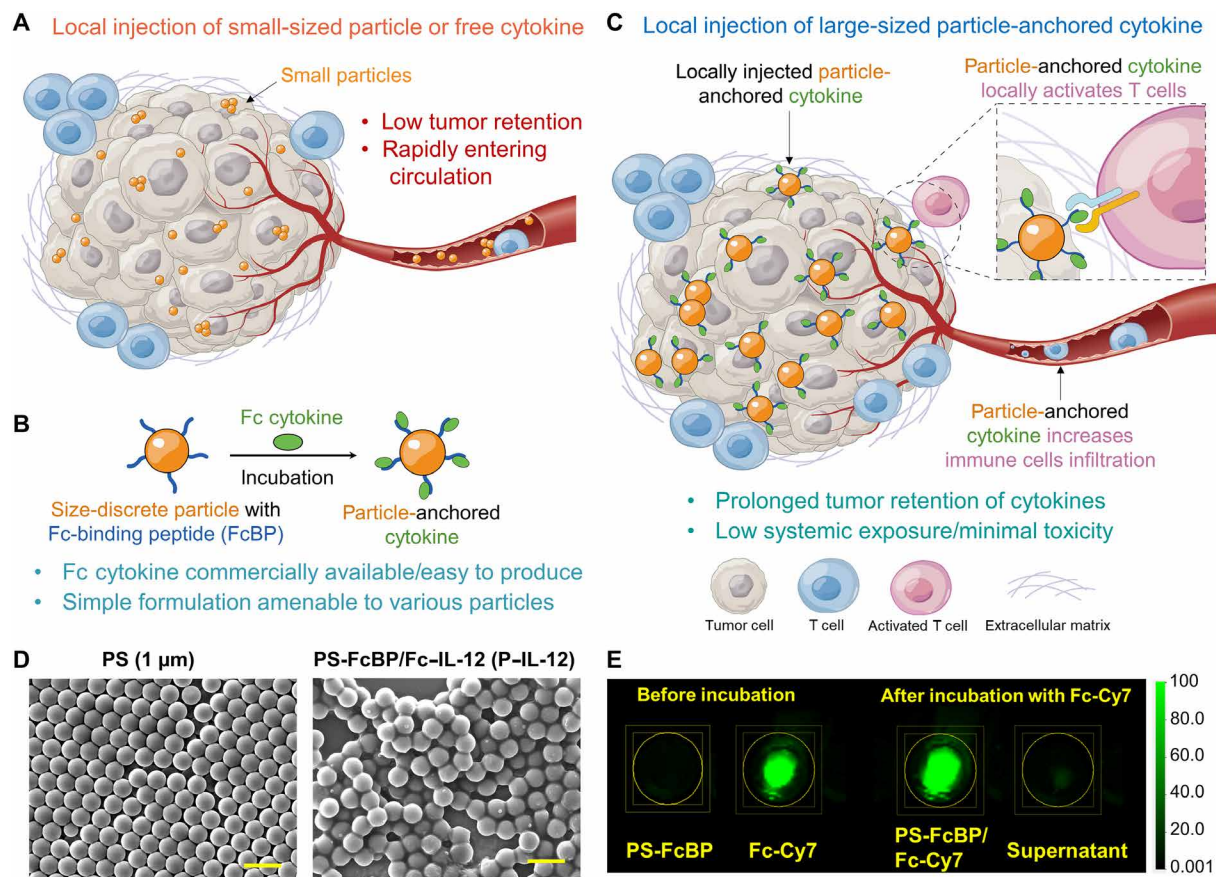 A
Local injection of small-sized particle or free cytokine
Small particles
• Low tumor retention
• Rapidly entering
circulation
B
Fc cytokine
Incubation
Size-discrete particle with
Fc-binding peptide (FcBP)
Particle-anchored
cytokine
• Fc cytokine commercially available/easy to produce
• Simple formulation amenable to various particles
C
Local injection of large-sized particle-anchored cytokine
Locally injected particle-
anchored cytokine
Particle-anchored cytokine
locally activates T cells
Particle-anchored
cytokine increases
immune cells infiltration
• Prolonged tumor retention of cytokines
• Low systemic exposure/minimal toxicity
Tumor cell
T cell
Activated T cell
Extracellular matrix
D
PS (1 μm)
PS-FcBP/Fc–IL-12 (P–IL-12)
E
Before incubation
After incubation with Fc-Cy7
PS-FcBP
Fc-Cy7
PS-FcBP/
Fc-Cy7
Supernatant
100
80.0
60.0
40.0
20.0
0.001